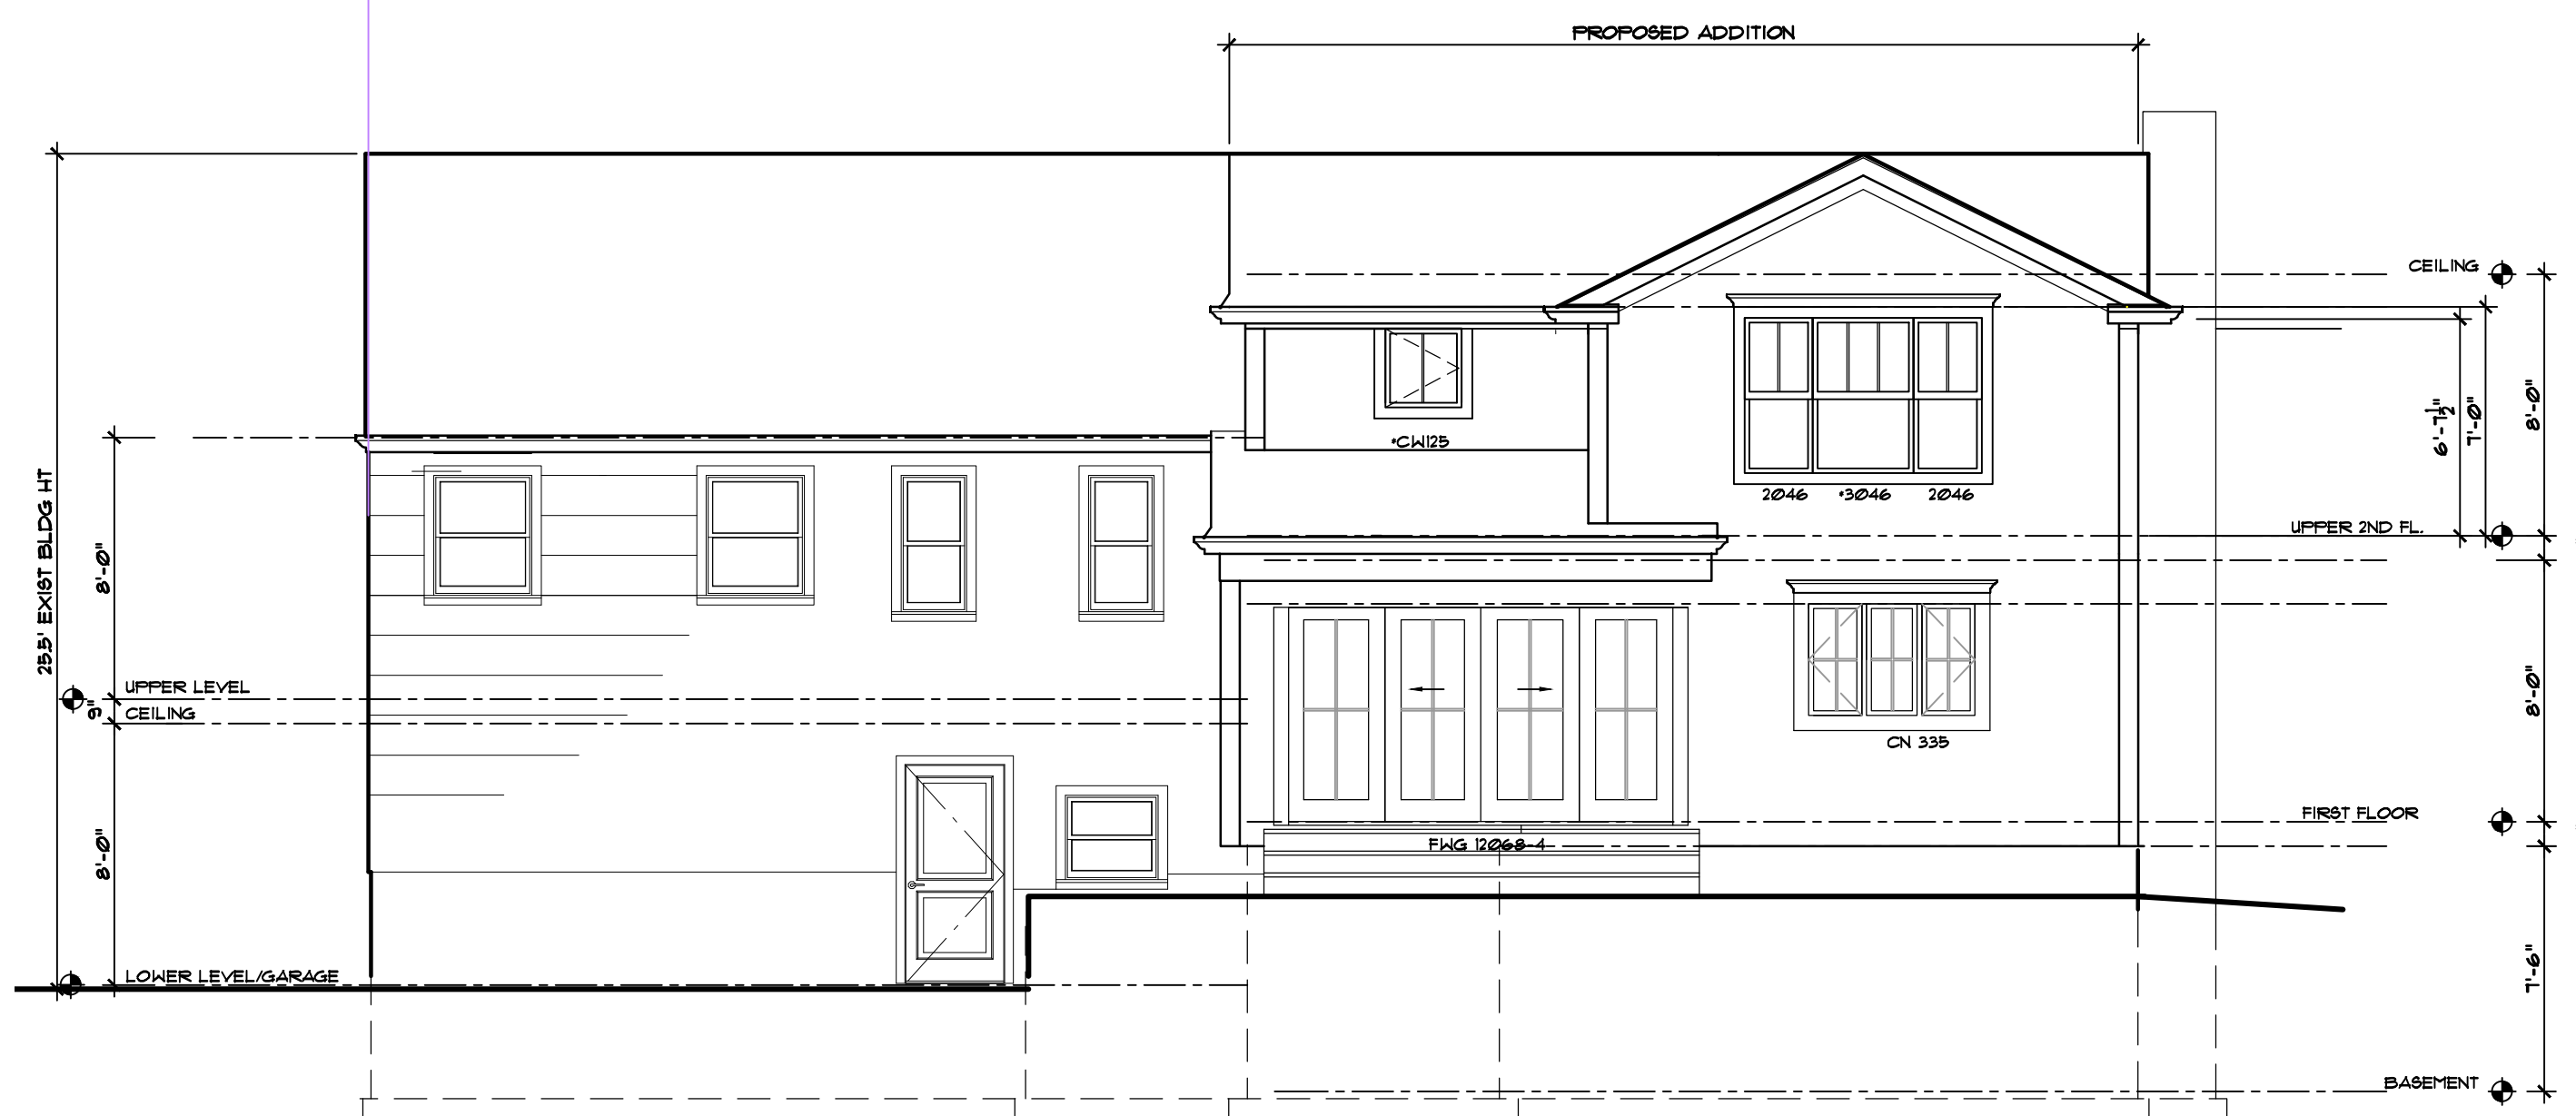 PROPOSED ADDITION
CEILING
25.5' EXIST BLDG HT
8'-0"
6'-7½"
7'-0"
8'-0"
*CW125
2046 *3046 2046
UPPER 2ND FL.
UPPER LEVEL
9"
CEILING
8'-0"
CN 335
8'-0"
FIRST FLOOR
FWG 12068-4
LOWER LEVEL/GARAGE
7'-6"
BASEMENT